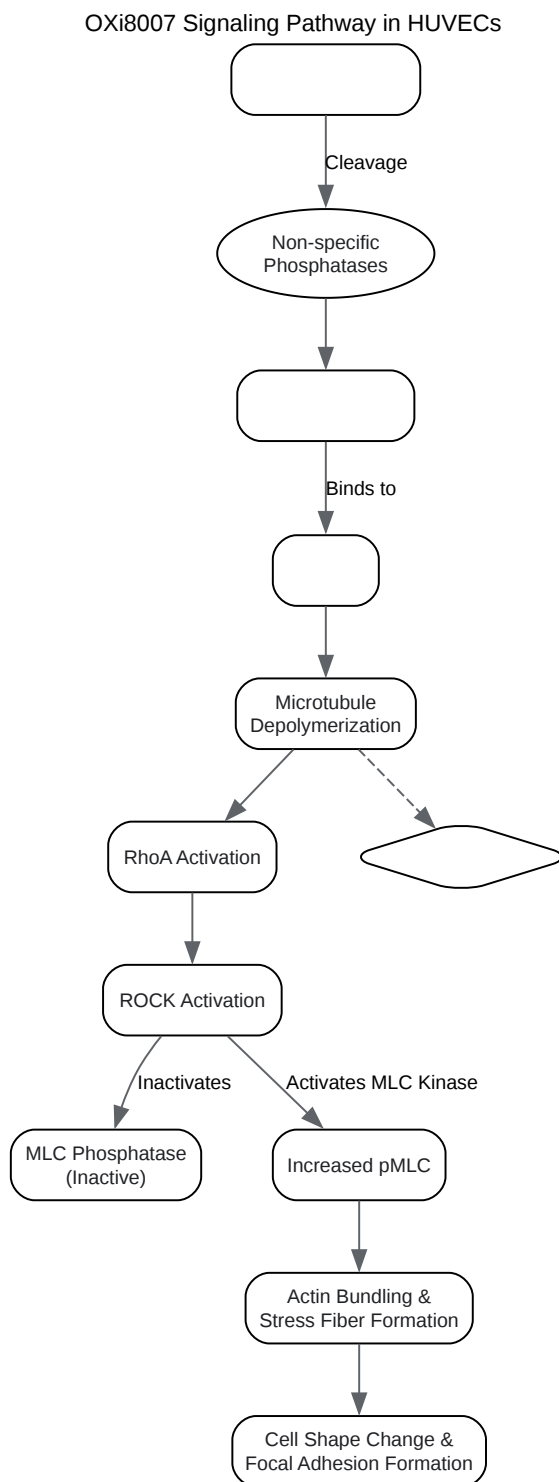 OXi8007 Signaling Pathway in HUVECs
Cleavage
Non-specific
Phosphatases
Binds to
Microtubule
Depolymerization
RhoA Activation
ROCK Activation
Inactivates
Activates MLC Kinase
MLC Phosphatase
(Inactive)
Increased pMLC
Actin Bundling &
Stress Fiber Formation
Cell Shape Change &
Focal Adhesion Formation